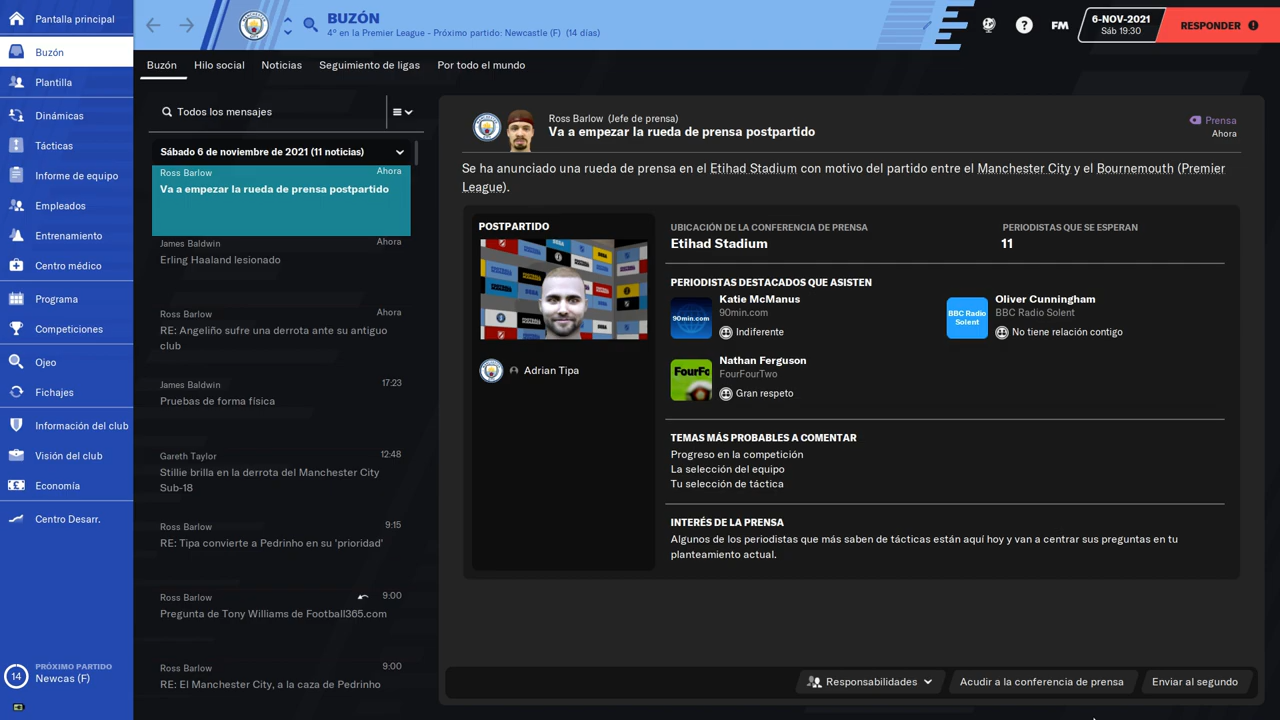 Pantalla principal
Buzón
Plantilla
Dinámicas
Tácticas
Informe de equipo
Empleados
Entrenamiento
Centro médico
Programa
Competiciones
Ojeo
Fichajes
Información del club
Visión del club
Economía
Centro Desarr.
14
PRÓXIMO PARTIDO
Newcas (F)
BUZÓN
4º en la Premier League - Próximo partido: Newcastle (F) (14 días)
?
FM
6-NOV-2021
Sáb 19:30
RESPONDER
Buzón
Hilo social
Noticias
Seguimiento de ligas
Por todo el mundo
Todos los mensajes
Sábado 6 de noviembre de 2021 (11 noticias)
Ross Barlow
Ahora
Va a empezar la rueda de prensa postpartido
James Baldwin
Ahora
Erling Haaland lesionado
Ross Barlow
Ahora
RE: Angeliño sufre una derrota ante su antiguo
club
James Baldwin
17:23
Pruebas de forma física
Gareth Taylor
12:48
Stillie brilla en la derrota del Manchester City
Sub-18
Ross Barlow
9:15
RE: Tipa convierte a Pedrinho en su 'prioridad'
Ross Barlow
9:00
Pregunta de Tony Williams de Football365.com
Ross Barlow
9:00
RE: El Manchester City, a la caza de Pedrinho
Ross Barlow (Jefe de prensa)
Va a empezar la rueda de prensa postpartido
Prensa
Ahora
Se ha anunciado una rueda de prensa en el Etihad Stadium con motivo del partido entre el Manchester City y el Bournemouth (Premier
League).
POSTPARTIDO
Adrian Tipa
UBICACIÓN DE LA CONFERENCIA DE PRENSA
Etihad Stadium
PERIODISTAS QUE SE ESPERAN
11
PERIODISTAS DESTACADOS QUE ASISTEN
90min.com
Katie McManus
90min.com
Indiferente
BBC Radio
Solent
Oliver Cunningham
BBC Radio Solent
No tiene relación contigo
FourFo
Nathan Ferguson
FourFourTwo
Gran respeto
TEMAS MÁS PROBABLES A COMENTAR
Progreso en la competición
La selección del equipo
Tu selección de táctica
INTERÉS DE LA PRENSA
Algunos de los periodistas que más saben de tácticas están aquí hoy y van a centrar sus preguntas en tu
planteamiento actual.
Responsabilidades
Acudir a la conferencia de prensa
Enviar al segundo